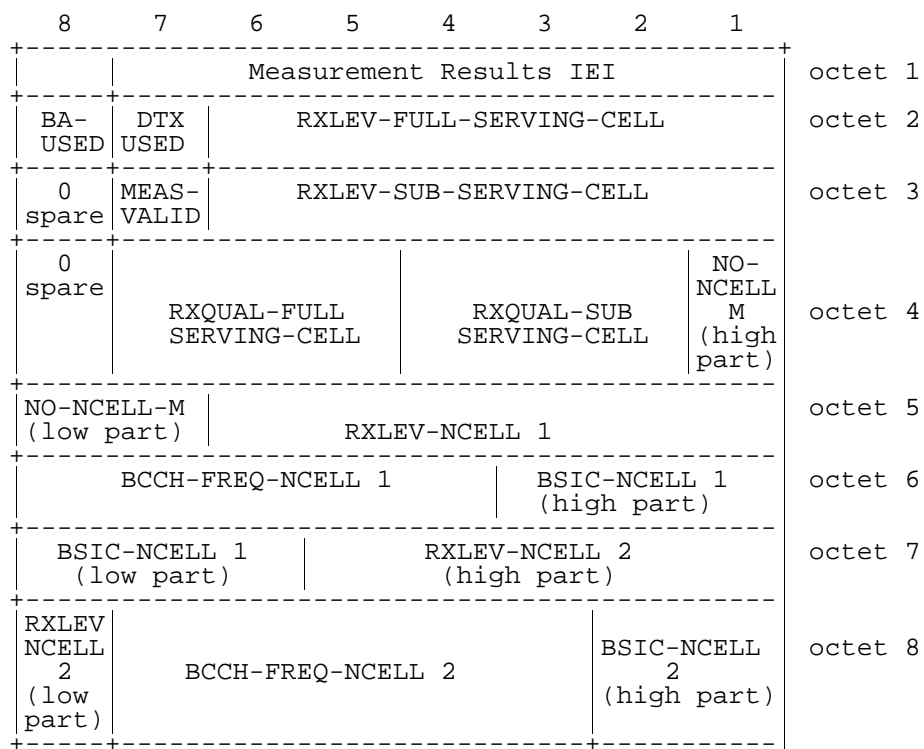 8 7 6 5 4 3 2 1
Measurement Results IEI octet 1
BA- DTX RXLEV-FULL-SERVING-CELL octet 2
USED USED
0 MEAS- RXLEV-SUB-SERVING-CELL octet 3
spare VALID
0 NO-
spare NCELL
RXQUAL-FULL RXQUAL-SUB M octet 4
SERVING-CELL SERVING-CELL (high
part)
NO-NCELL-M octet 5
(low part) RXLEV-NCELL 1
BCCH-FREQ-NCELL 1 BSIC-NCELL 1 octet 6
(high part)
BSIC-NCELL 1 RXLEV-NCELL 2 octet 7
(low part) (high part)
RXLEV
NCELL BSIC-NCELL octet 8
2 BCCH-FREQ-NCELL 2 2
(low (high part)
part)